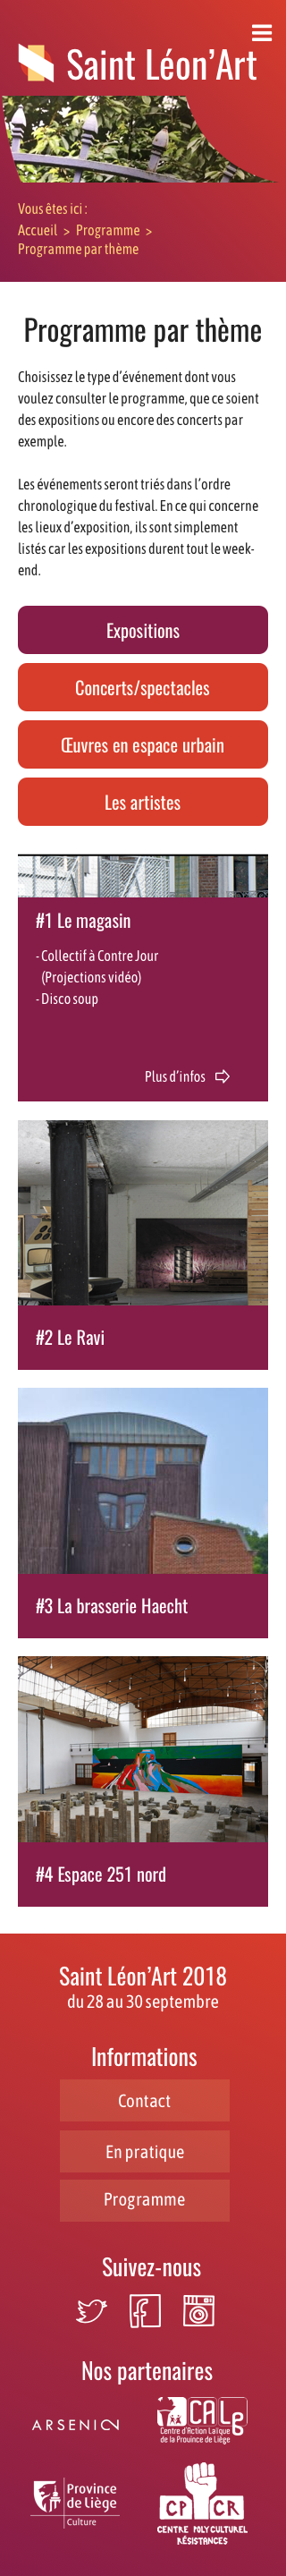 Saint Léon’Art
Vous êtes ici :
Accueil > Programme >
Programme par thème
Programme par thème
Choisissez le type d’événement dont vous
voulez consulter le programme, que ce soient
des expositions ou encore des concerts par
exemple.
Les événements seront triés dans l’ordre
chronologique du festival. En ce qui concerne
les lieux d’exposition, ils sont simplement
listés car les expositions durent tout le week-
end.
Expositions
Concerts/spectacles
Œuvres en espace urbain
Les artistes
#1 Le magasin
- Collectif à Contre Jour
(Projections vidéo)
- Disco soup
Plus d’infos
#2 Le Ravi
#3 La brasserie Haecht
#4 Espace 251 nord
Saint Léon’Art 2018
du 28 au 30 septembre
Informations
Contact
En pratique
Programme
Suivez-nous
Nos partenaires
ARSENIC
CALg
Centre d’Action Laïque
de la Province de Liège
Province
de Liège
Culture
CPCR
CENTRE POLYCULTUREL
RÉSISTANCES